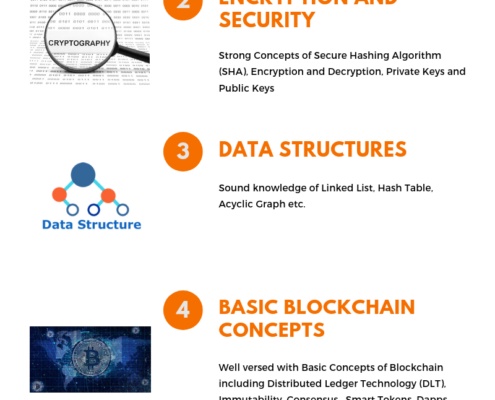 2
ENCRYPTION AND
SECURITY
CRYPTOGRAPHY
Strong Concepts of Secure Hashing Algorithm
(SHA), Encryption and Decryption, Private Keys and
Public Keys
3
DATA STRUCTURES
Sound knowledge of Linked List, Hash Table,
Acyclic Graph etc.
Data Structure
4
BASIC BLOCKCHAIN
CONCEPTS
Well versed with Basic Concepts of Blockchain
including Distributed Ledger Technology (DLT),
Immutability, Consensus, Smart Tokens, Dapps